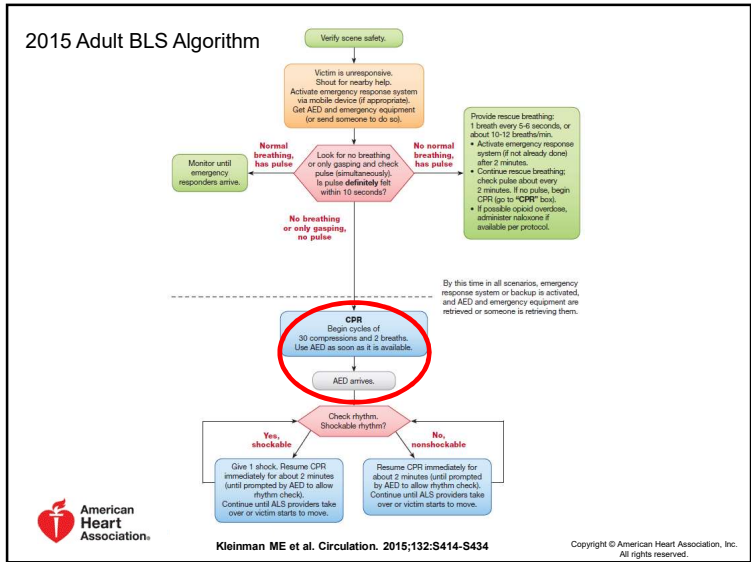 2015 Adult BLS Algorithm
Verify scene safety.
Victim is unresponsive.
Shout for nearby help.
Activate emergency response system
via mobile device (if appropriate).
Get AED and emergency equipment
(or send someone to do so).
Normal
breathing,
has pulse
Look for no breathing
or only gasping and check
pulse (simultaneously).
Is pulse definitely felt
within 10 seconds?
No normal
breathing,
has pulse
Monitor until
emergency
responders arrive.
Provide rescue breathing:
1 breath every 5-6 seconds, or
about 10-12 breaths/min.
• Activate emergency response
system (if not already done)
after 2 minutes.
• Continue rescue breathing;
check pulse about every
2 minutes. If no pulse, begin
CPR (go to "CPR" box).
• If possible opioid overdose,
administer naloxone if
available per protocol.
No breathing
or only gasping,
no pulse
By this time in all scenarios, emergency
response system or backup is activated,
and AED and emergency equipment are
retrieved or someone is retrieving them.
CPR
Begin cycles of
30 compressions and 2 breaths.
Use AED as soon as it is available.
AED arrives.
Check rhythm.
Shockable rhythm?
Yes,
shockable
No,
nonshockable
Give 1 shock. Resume CPR
immediately for about 2 minutes
(until prompted by AED to allow
rhythm check).
Continue until ALS providers take
over or victim starts to move.
Resume CPR immediately for
about 2 minutes (until prompted
by AED to allow rhythm check).
Continue until ALS providers take
over or victim starts to move.
American
Heart
Association®
Kleinman ME et al. Circulation. 2015;132:S414-S434
Copyright © American Heart Association, Inc.
All rights reserved.